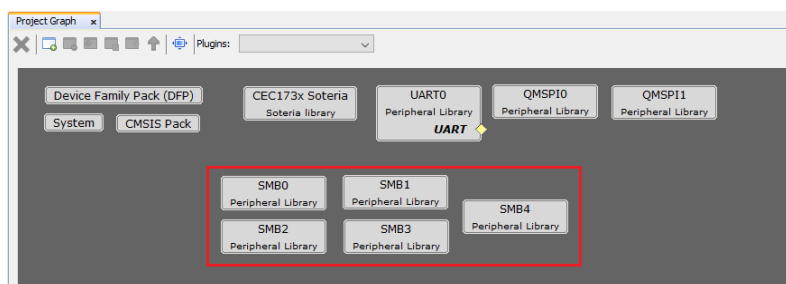 Project Graph x
Plugins:
Device Family Pack (DFP)
System
CMSIS Pack
CEC173x Soteria
Soteria library
UART0
Peripheral Library
UART
QMSPI0
Peripheral Library
QMSPI1
Peripheral Library
SMB0
Peripheral Library
SMB1
Peripheral Library
SMB2
Peripheral Library
SMB3
Peripheral Library
SMB4
Peripheral Library